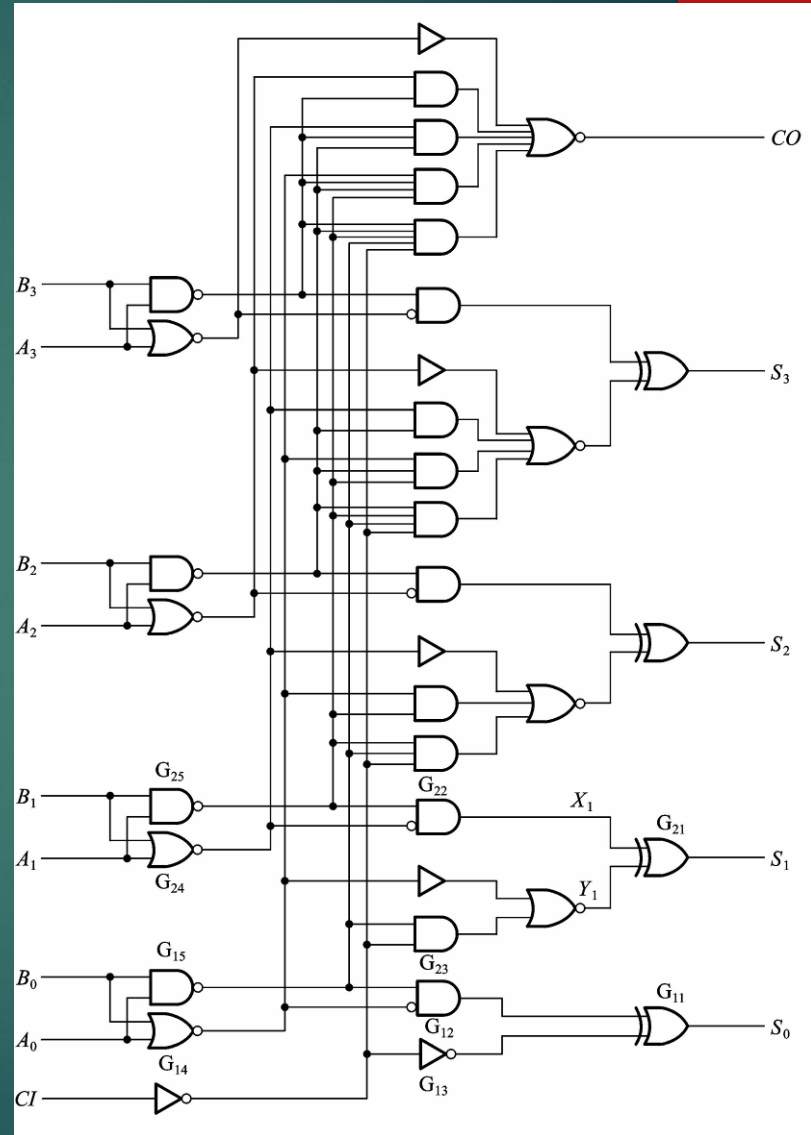 CO
B₃
A₃
S₃
B₂
A₂
S₂
G₂₅
G₂₂
B₁
X₁
G₂₁
A₁
S₁
G₂₄
Y₁
G₁₅
G₂₃
B₀
G₁₁
G₁₂
S₀
A₀
G₁₄
G₁₃
CI